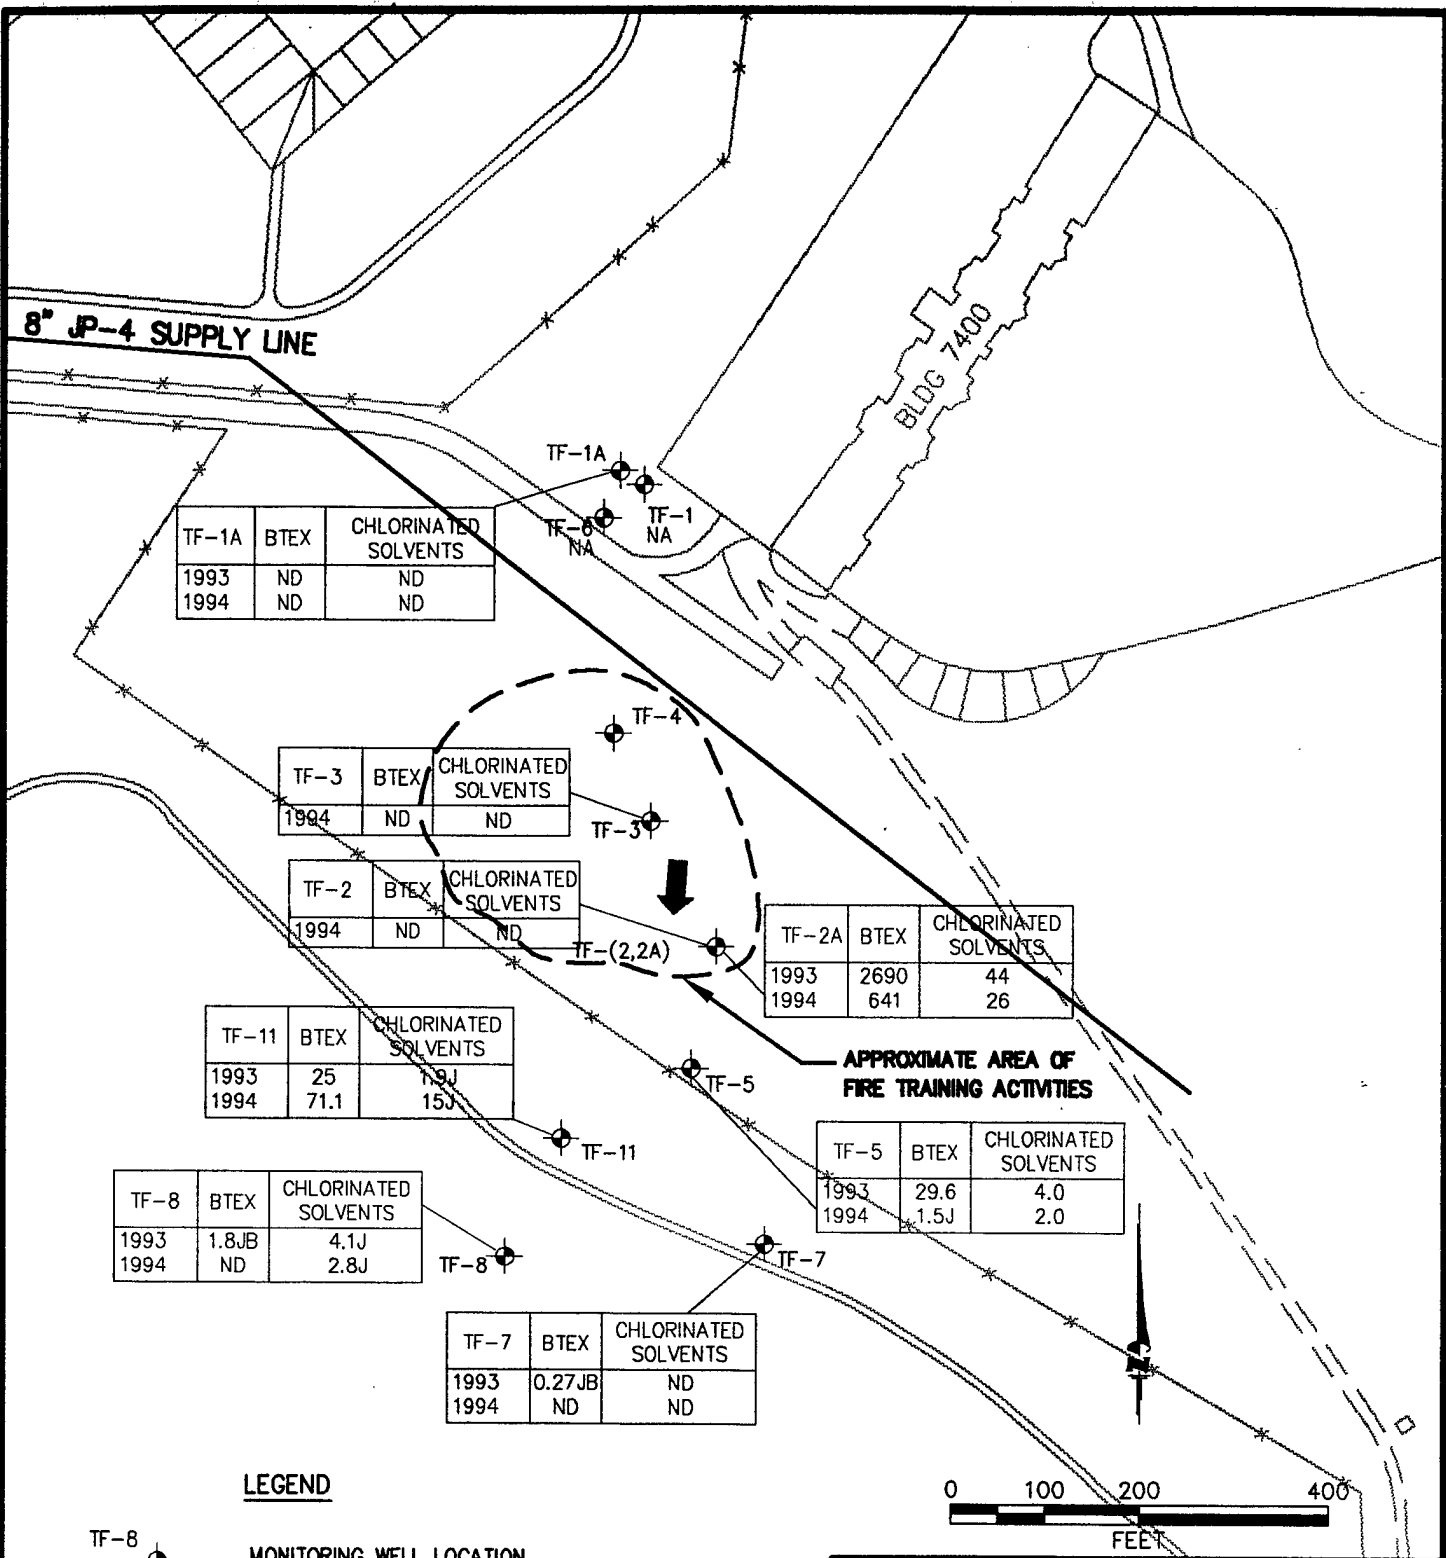 8" JP-4 SUPPLY LINE
BLDG 7400
TF-1A
TF-1
NA
TF-6
NA
TF-1A BTEX CHLORINATED SOLVENTS
1993 ND ND
1994 ND ND
TF-4
TF-3 BTEX CHLORINATED SOLVENTS
1994 ND ND
TF-3
TF-2 BTEX CHLORINATED SOLVENTS
1994 ND ND
TF-(2,2A)
TF-2A BTEX CHLORINATED SOLVENTS
1993 2690 44
1994 641 26
TF-11 BTEX CHLORINATED SOLVENTS
1993 25 1.9J
1994 71.1 15J
APPROXIMATE AREA OF
FIRE TRAINING ACTIVITIES
TF-5
TF-11
TF-5 BTEX CHLORINATED SOLVENTS
1993 29.6 4.0
1994 1.5J 2.0
TF-8 BTEX CHLORINATED SOLVENTS
1993 1.8JB 4.1J
1994 ND 2.8J
TF-8
TF-7
TF-7 BTEX CHLORINATED SOLVENTS
1993 0.27JB ND
1994 ND ND
N
LEGEND
0 100 200 400
FEET
TF-8
MONITORING WELL LOCATION